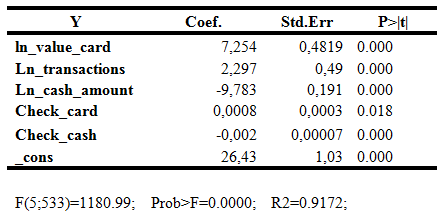 Y Coef. Std.Err P>|t|
ln_value_card 7,254 0,4819 0.000
Ln_transactions 2,297 0,49 0.000
Ln_cash_amount -9,783 0,191 0.000
Check_card 0,0008 0,0003 0.018
Check_cash -0,002 0,00007 0.000
_cons 26,43 1,03 0.000
F(5;533)=1180.99; Prob>F=0.0000; R2=0.9172;